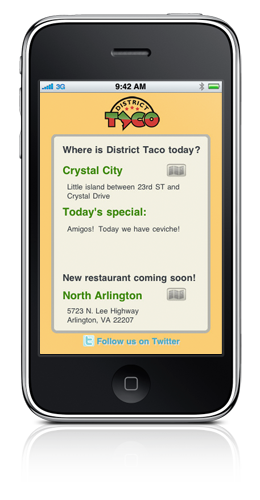 3G 9:42 AM
DISTRICT
TACO
Where is District Taco today?
Crystal City
Little island between 23rd ST and
Crystal Drive
Today's special:
Amigos! Today we have ceviche!
New restaurant coming soon!
North Arlington
5723 N. Lee Highway
Arlington, VA 22207
Follow us on Twitter